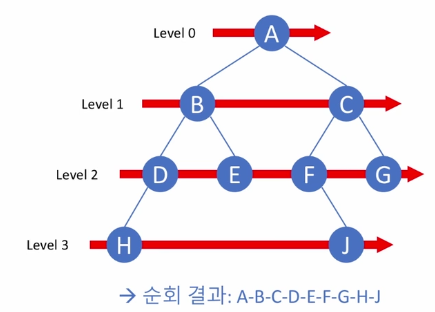 Level 0 A
Level 1 B C
Level 2 D E F G
Level 3 H J
→ 순회 결과: A-B-C-D-E-F-G-H-J